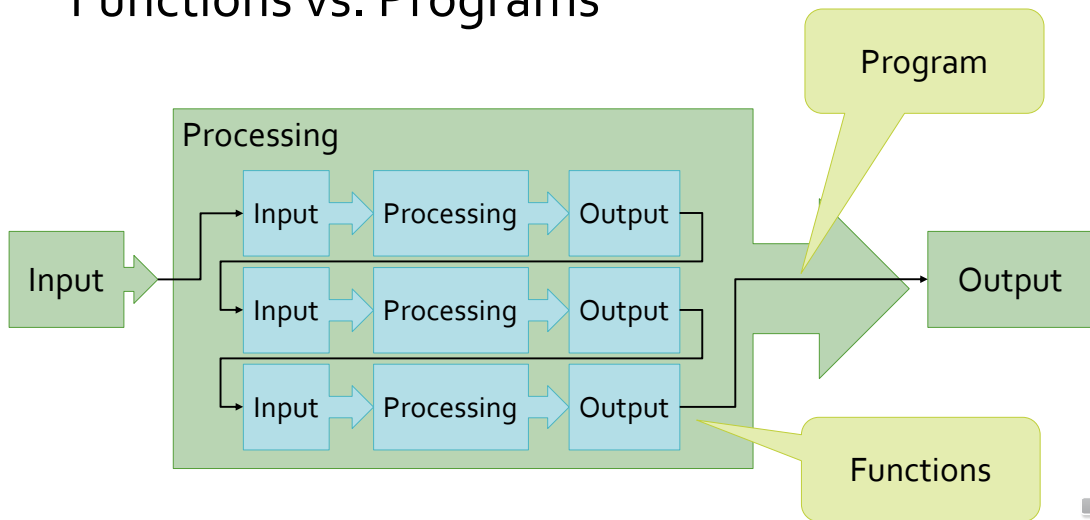 Functions vs. Programs
Program
Processing
Input Processing Output
Input
Input Processing Output
Output
Input Processing Output
Functions